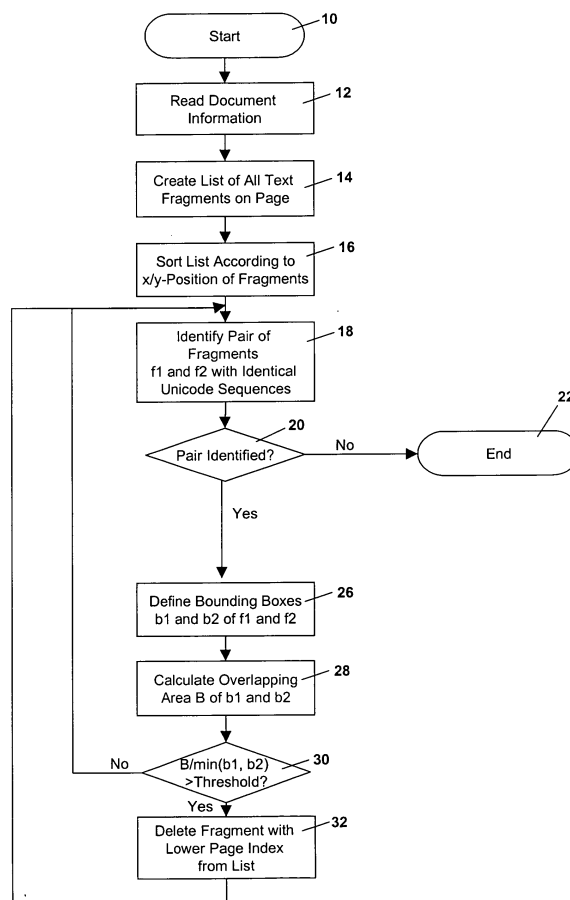 10
Start
12
Read Document
Information
14
Create List of All Text
Fragments on Page
16
Sort List According to
x/y-Position of Fragments
18
Identify Pair of
Fragments
f1 and f2 with Identical
Unicode Sequences
20
Pair Identified?
No
22
End
Yes
26
Define Bounding Boxes
b1 and b2 of f1 and f2
28
Calculate Overlapping
Area B of b1 and b2
30
B/min(b1, b2)
>Threshold?
No
Yes
32
Delete Fragment with
Lower Page Index
from List